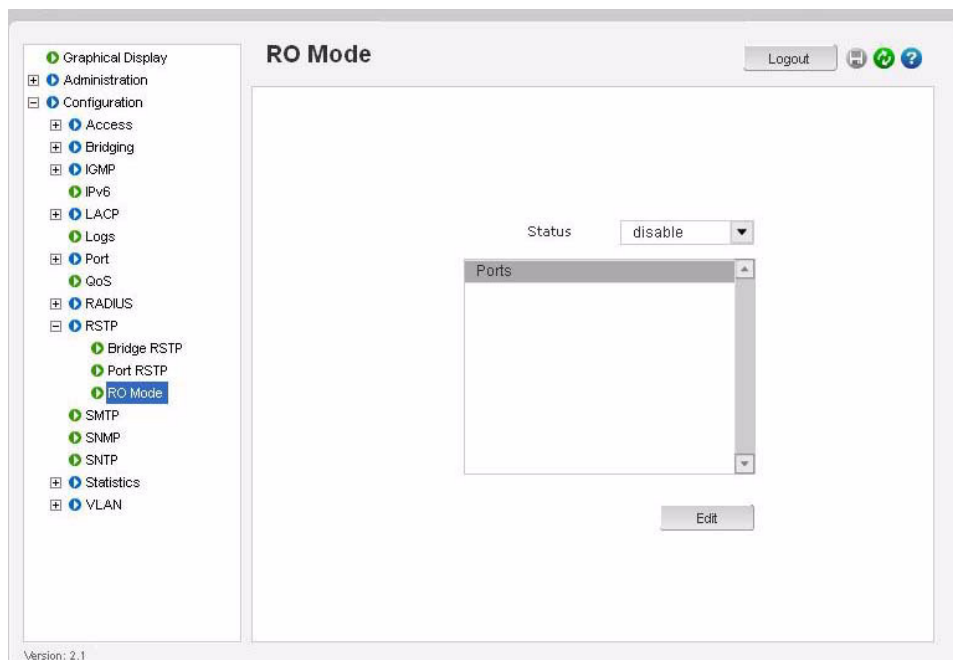 RO Mode
Logout
?
Graphical Display
Administration
Configuration
Access
Bridging
IGMP
IPv6
LACP
Logs
Port
QoS
RADIUS
RSTP
Bridge RSTP
Port RSTP
RO Mode
SMTP
SNMP
SNTP
Statistics
VLAN
Status
disable
Ports
Edit
Version: 2.1